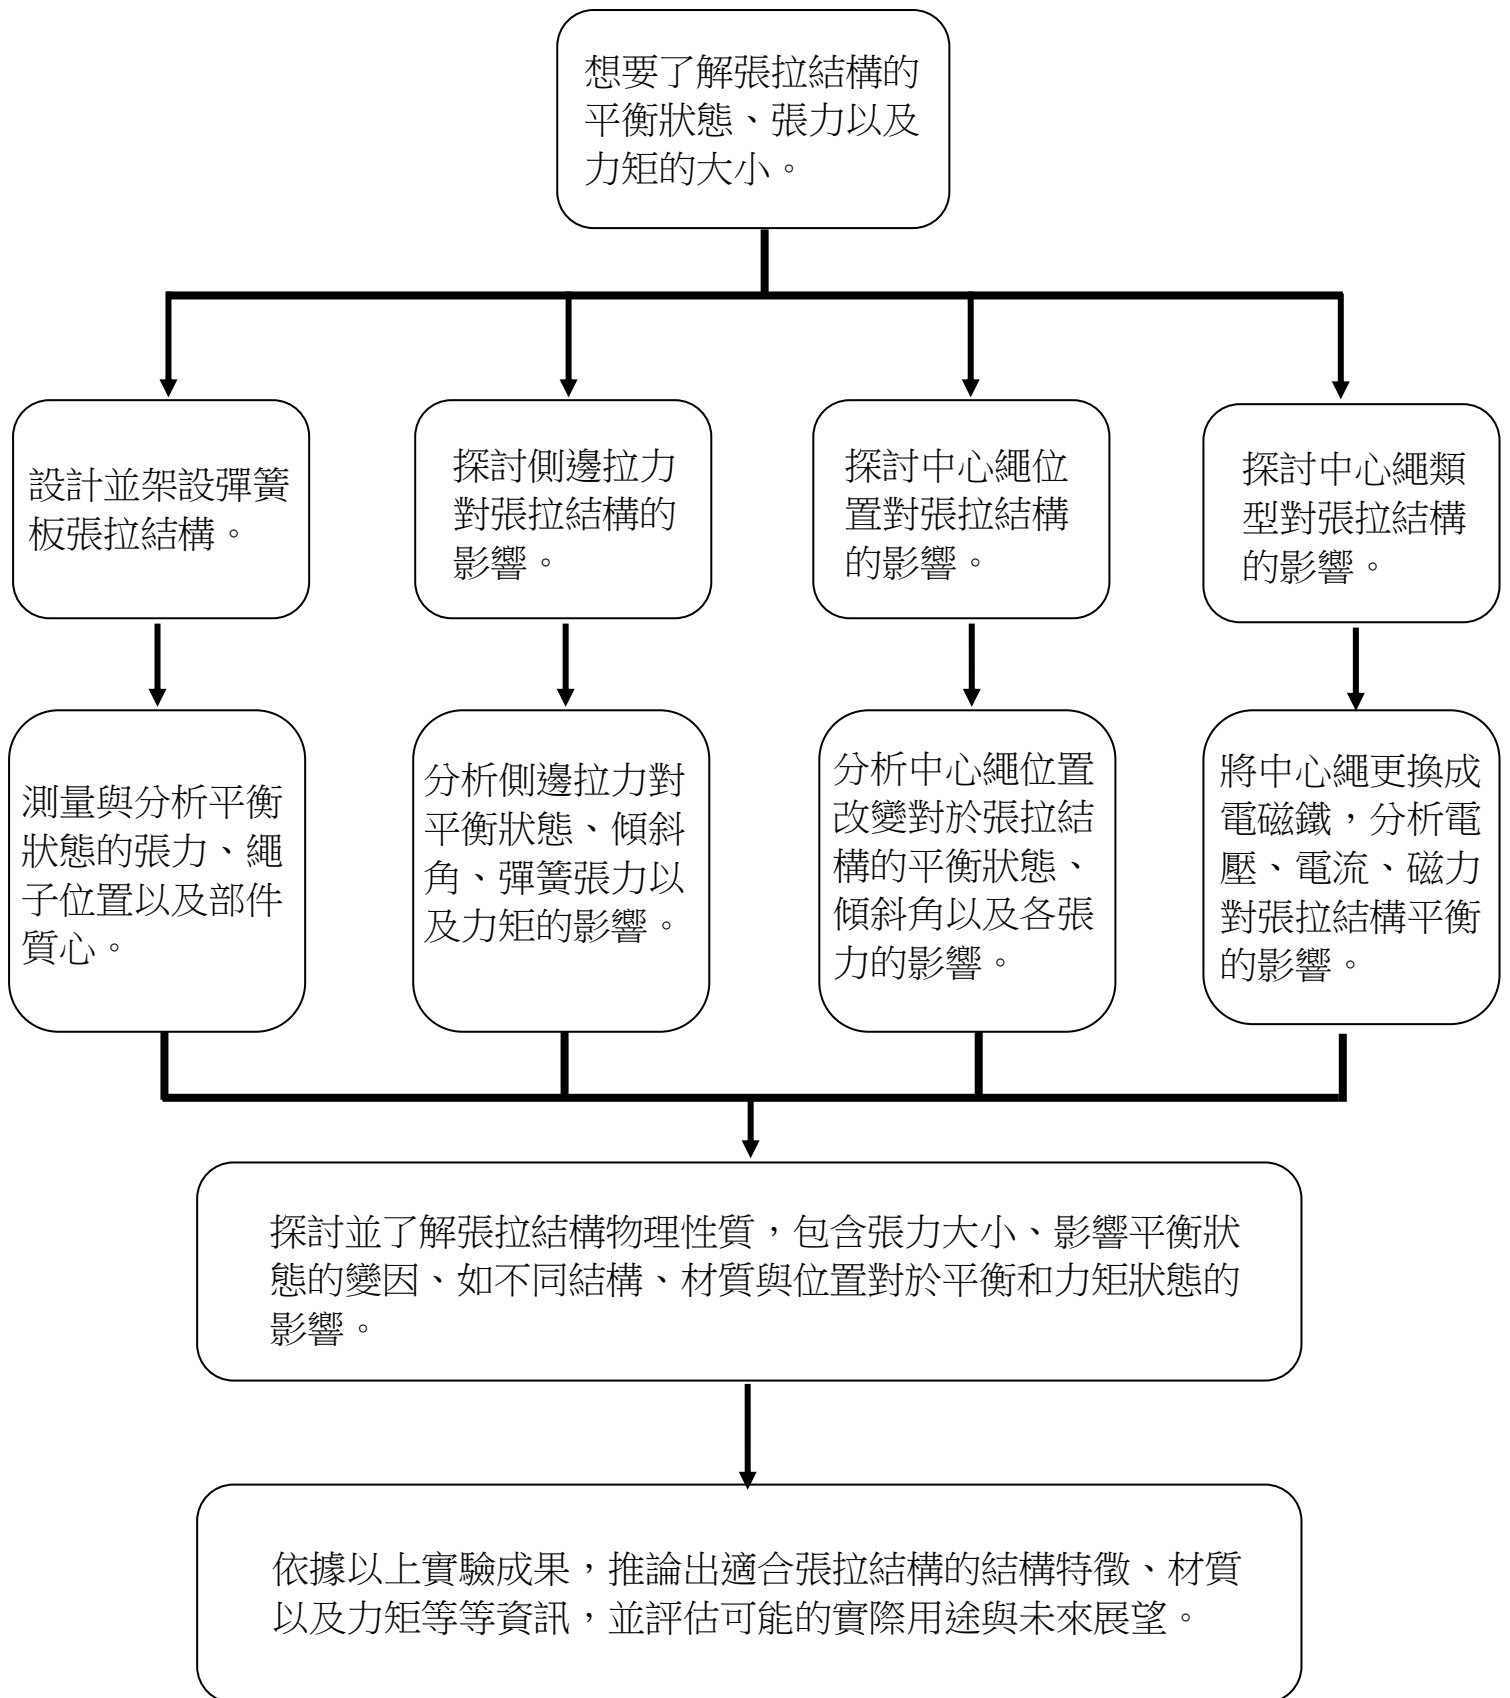 想要了解張拉結構的
平衡狀態、張力以及
力矩的大小。
設計並架設彈簧
板張拉結構。
探討側邊拉力
對張拉結構的
影響。
探討中心繩位
置對張拉結構
的影響。
探討中心繩類
型對張拉結構
的影響。
測量與分析平衡
狀態的張力、繩
子位置以及部件
質心。
分析側邊拉力對
平衡狀態、傾斜
角、彈簧張力以
及力矩的影響。
分析中心繩位置
改變對於張拉結
構的平衡狀態、
傾斜角以及各張
力的影響。
將中心繩更換成
電磁鐵，分析電
壓、電流、磁力
對張拉結構平衡
的影響。
探討並了解張拉結構物理性質，包含張力大小、影響平衡狀
態的變因、如不同結構、材質與位置對於平衡和力矩狀態的
影響。
依據以上實驗成果，推論出適合張拉結構的結構特徵、材質
以及力矩等等資訊，並評估可能的實際用途與未來展望。